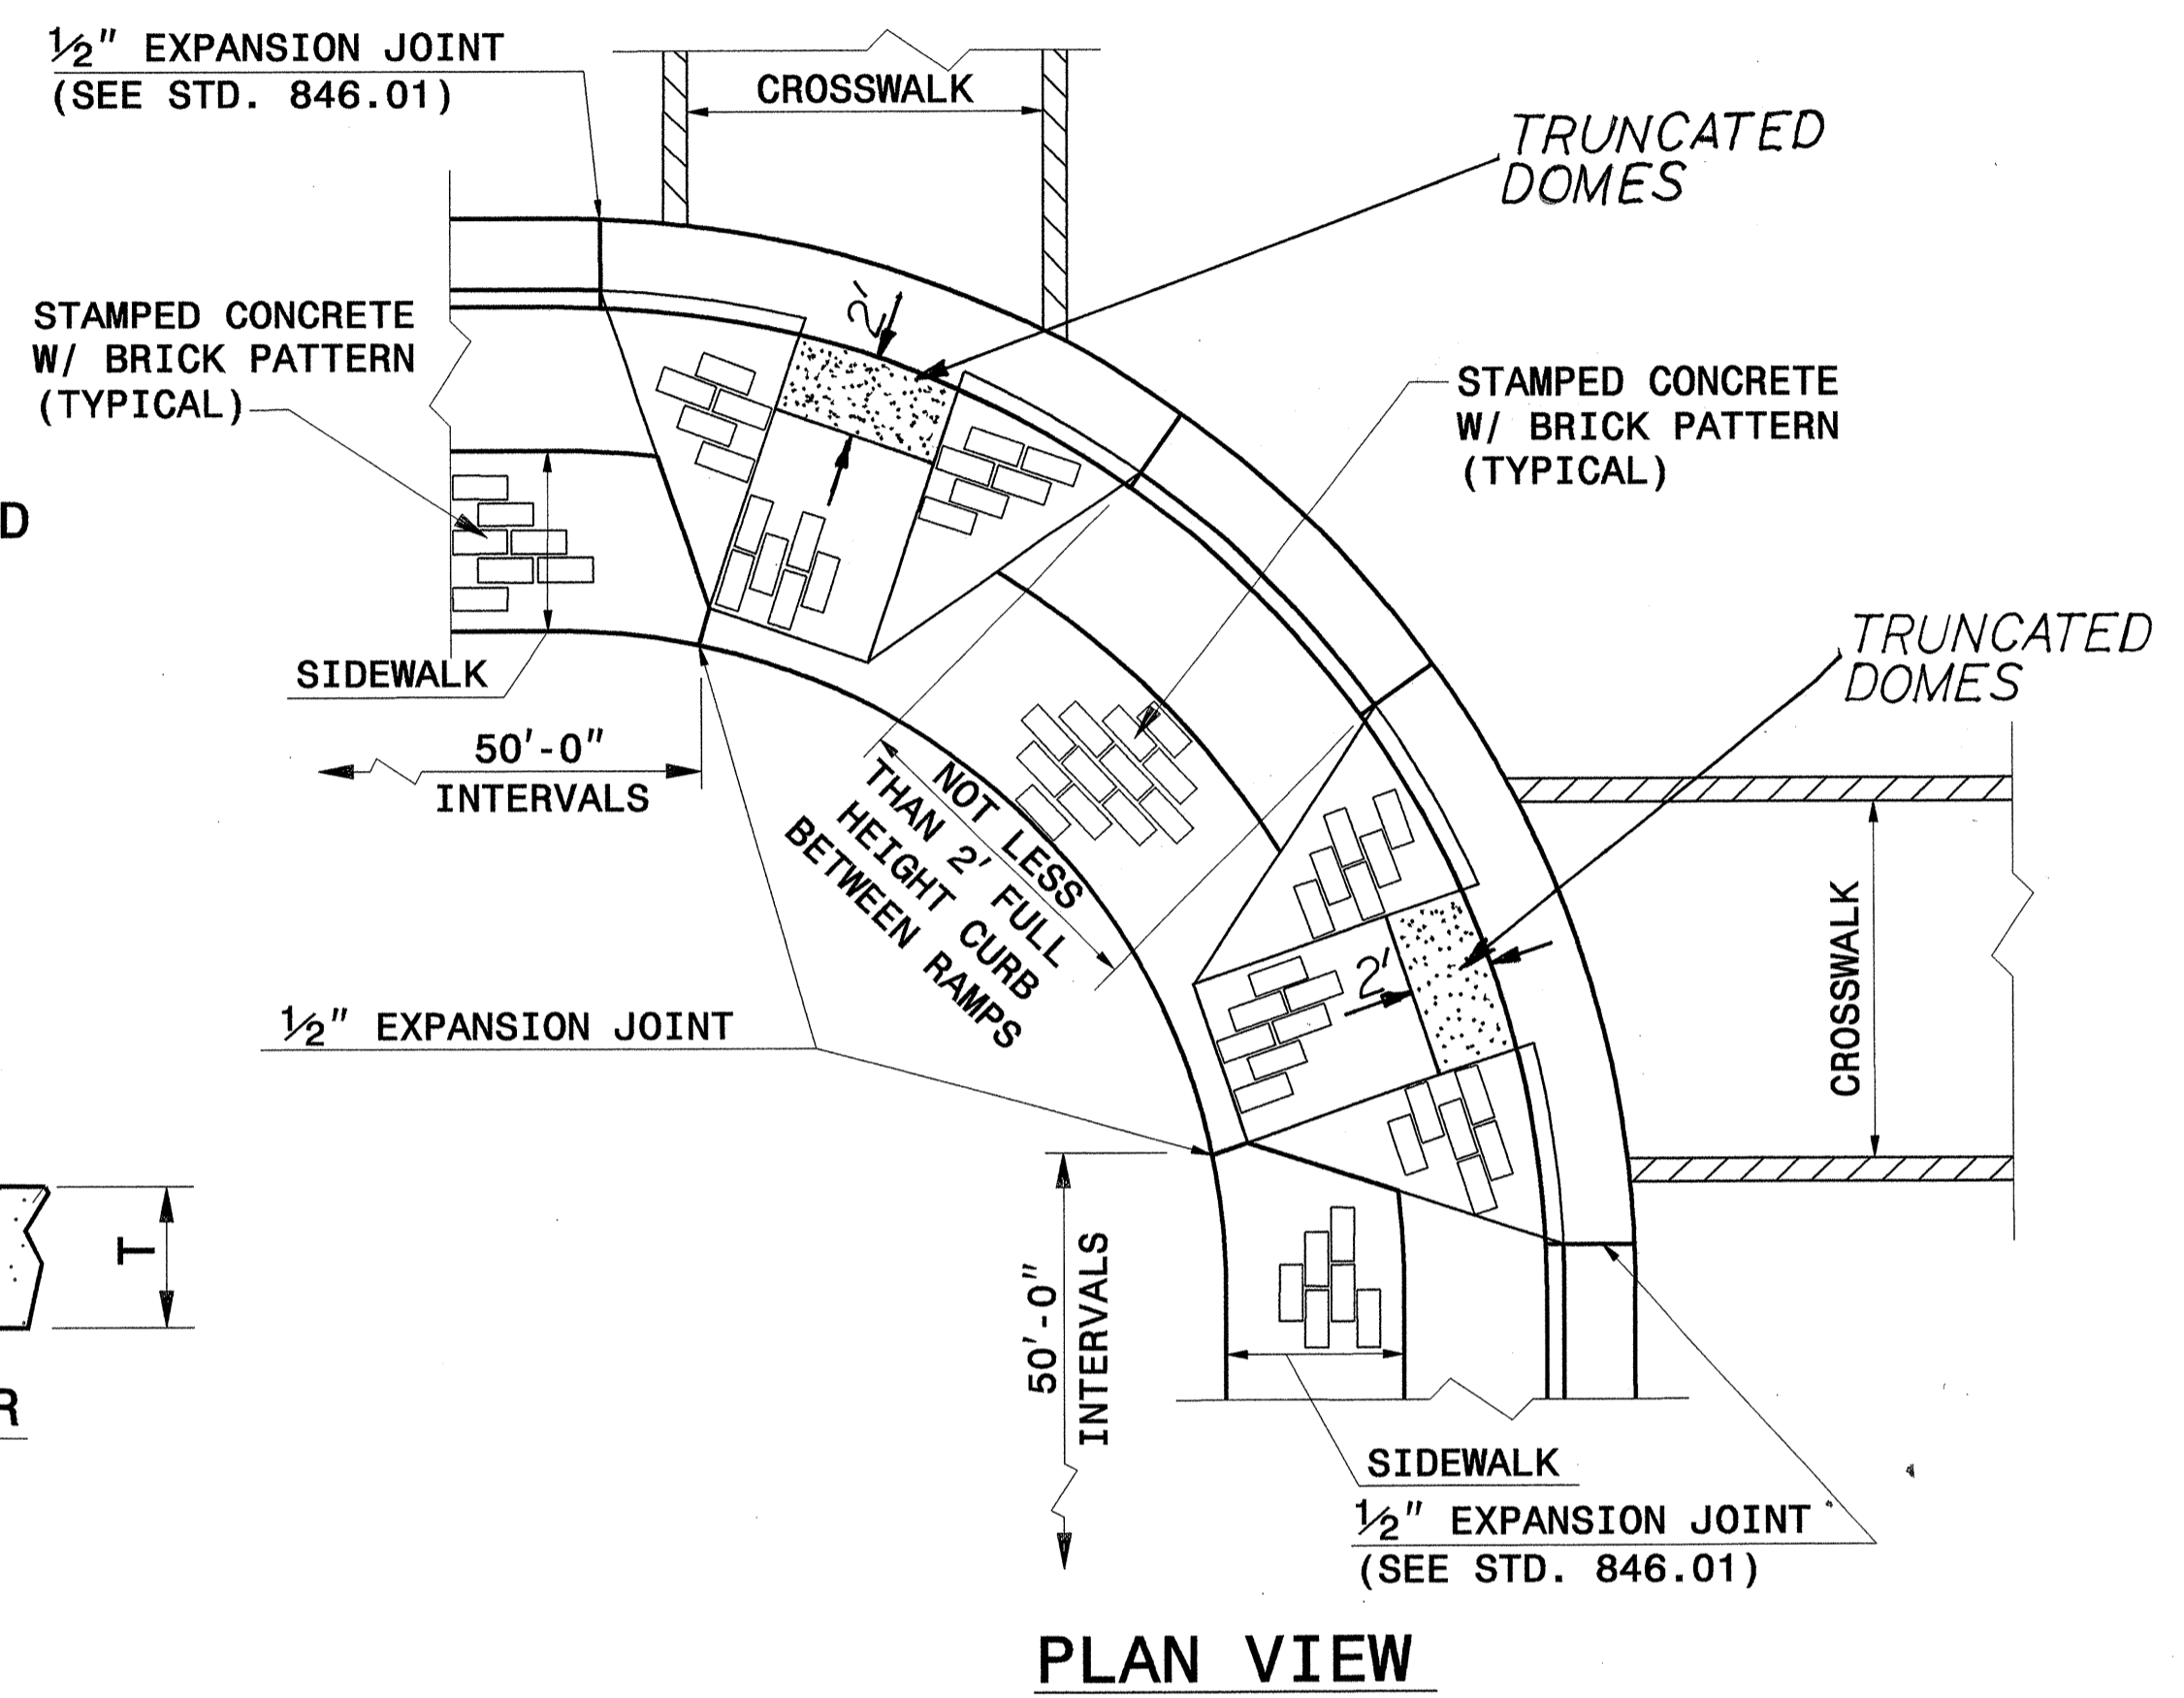 ½" EXPANSION JOINT
(SEE STD. 846.01)
CROSSWALK
TRUNCATED
DOMES
2'
STAMPED CONCRETE
W/ BRICK PATTERN
(TYPICAL)
STAMPED CONCRETE
W/ BRICK PATTERN
(TYPICAL)
D
TRUNCATED
DOMES
SIDEWALK
50'-0"
INTERVALS
NOT LESS
THAN 2' FULL
HEIGHT CURB
BETWEEN RAMPS
2'
CROSSWALK
½" EXPANSION JOINT
T
R
50'-0"
INTERVALS
SIDEWALK
½" EXPANSION JOINT
(SEE STD. 846.01)
PLAN VIEW